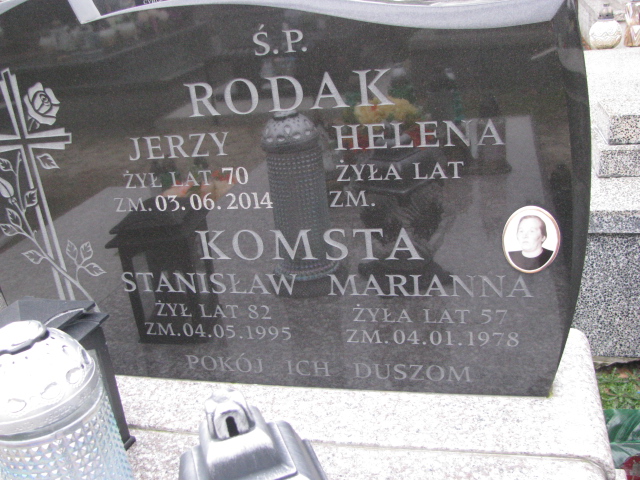 Ś.P.
RODAK
JERZY HELENA
ŻYŁ LAT 70 ŻYŁA LAT
ZM. 03.06.2014 ZM.
KOMSTA
STANISŁAW MARIANNA
ŻYŁ LAT 82 ŻYŁA LAT 57
ZM. 04.05.1995 ZM. 04.01.1978
POKÓJ ICH DUSZOM